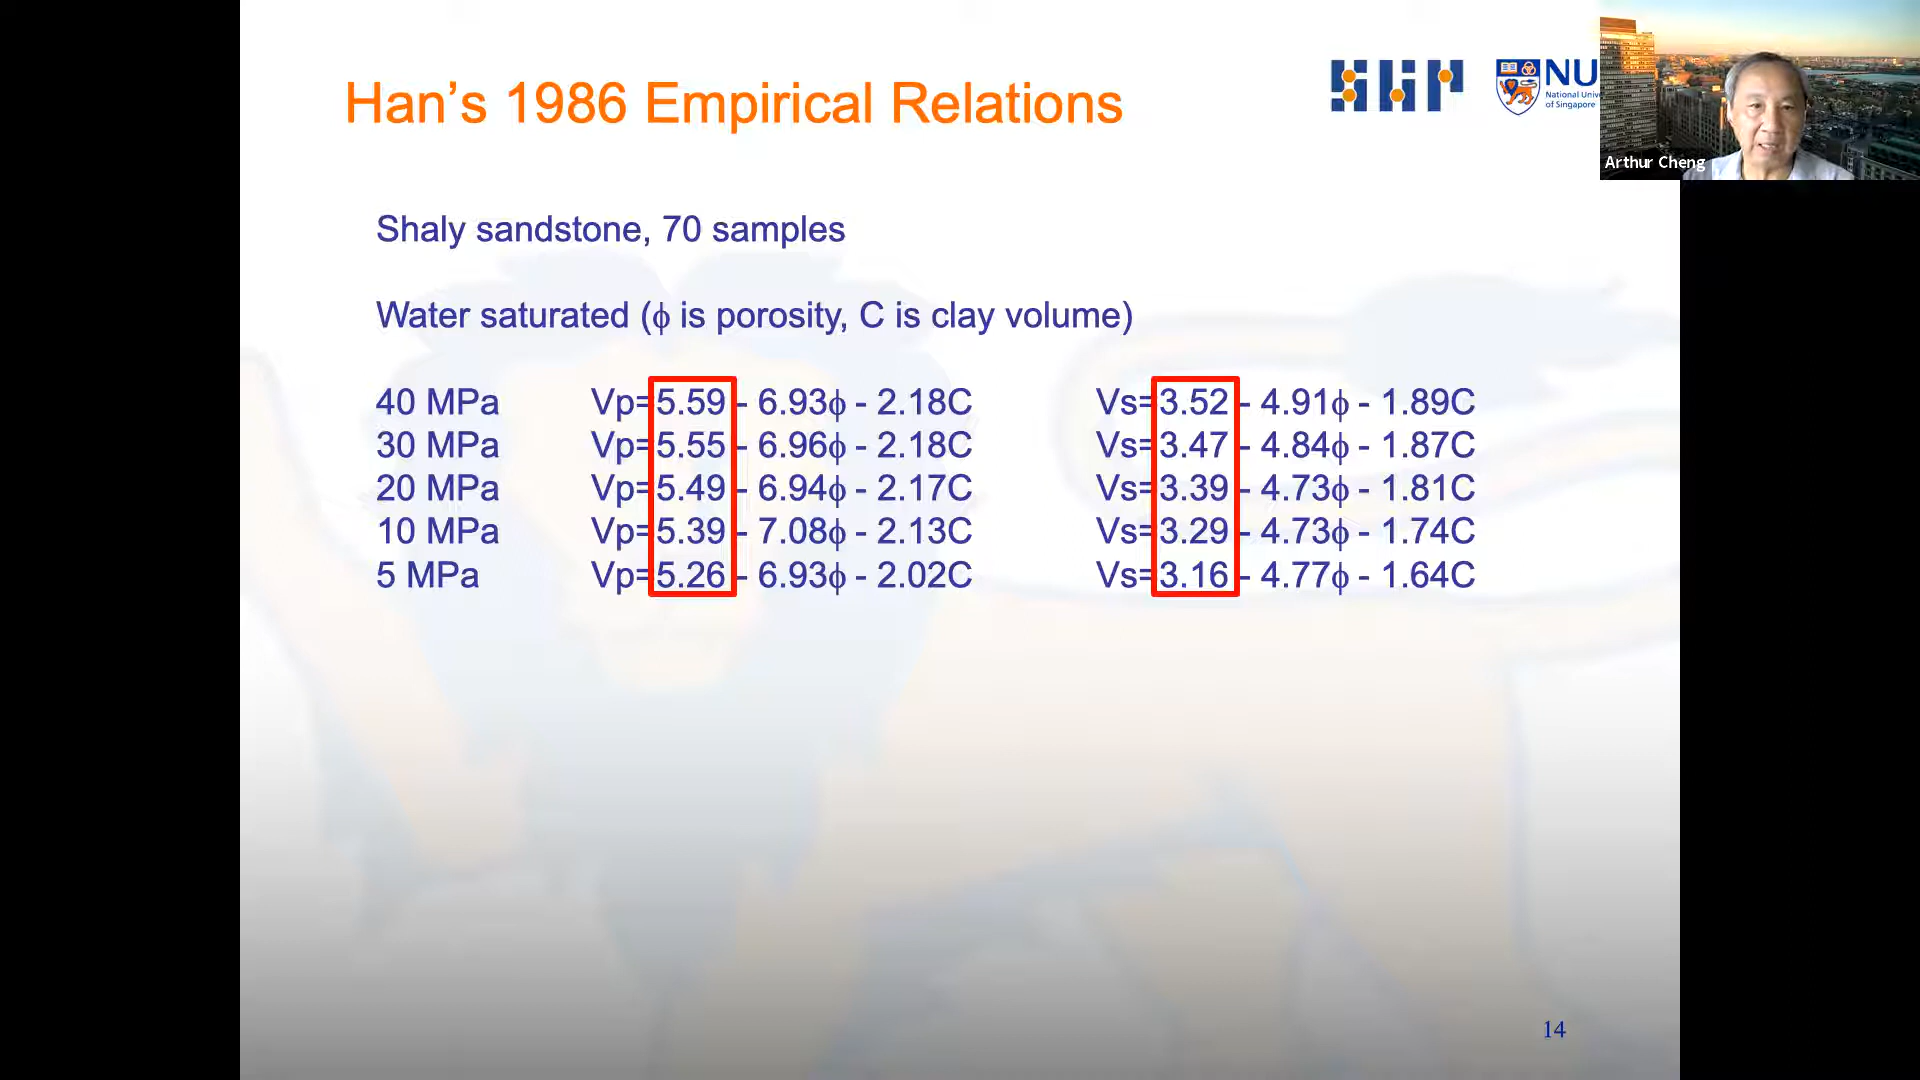 Han’s 1986 Empirical Relations
SHP
NU
National Univ
of Singapore
Arthur Cheng
Shaly sandstone, 70 samples
Water saturated (ϕ is porosity, C is clay volume)
40 MPa Vp=5.59 - 6.93ϕ - 2.18C Vs=3.52 - 4.91ϕ - 1.89C
30 MPa Vp=5.55 - 6.96ϕ - 2.18C Vs=3.47 - 4.84ϕ - 1.87C
20 MPa Vp=5.49 - 6.94ϕ - 2.17C Vs=3.39 - 4.73ϕ - 1.81C
10 MPa Vp=5.39 - 7.08ϕ - 2.13C Vs=3.29 - 4.73ϕ - 1.74C
5 MPa Vp=5.26 - 6.93ϕ - 2.02C Vs=3.16 - 4.77ϕ - 1.64C
14